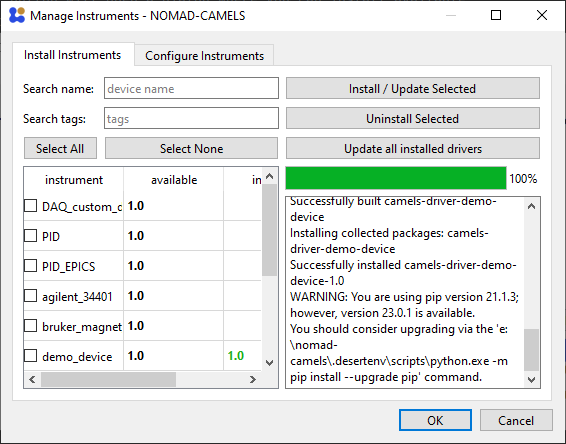 Manage Instruments - NOMAD-CAMELS
Install Instruments
Configure Instruments
Search name:
device name
Install / Update Selected
Search tags:
tags
Uninstall Selected
Select All
Select None
Update all installed drivers
instrument
available
100%
DAQ_custom_
1.0
PID
1.0
PID_EPICS
1.0
agilent_34401
1.0
bruker_magnet
1.0
demo_device
1.0
1.0
Successfully built camels-driver-demo-
device
Installing collected packages: camels-
driver-demo-device
Successfully installed camels-driver-demo-
device-1.0
WARNING: You are using pip version 21.1.3;
however, version 23.0.1 is available.
You should consider upgrading via the 'e:
\nomad-
camels\.desertenv\scripts\python.exe -m
pip install --upgrade pip' command.
OK
Cancel